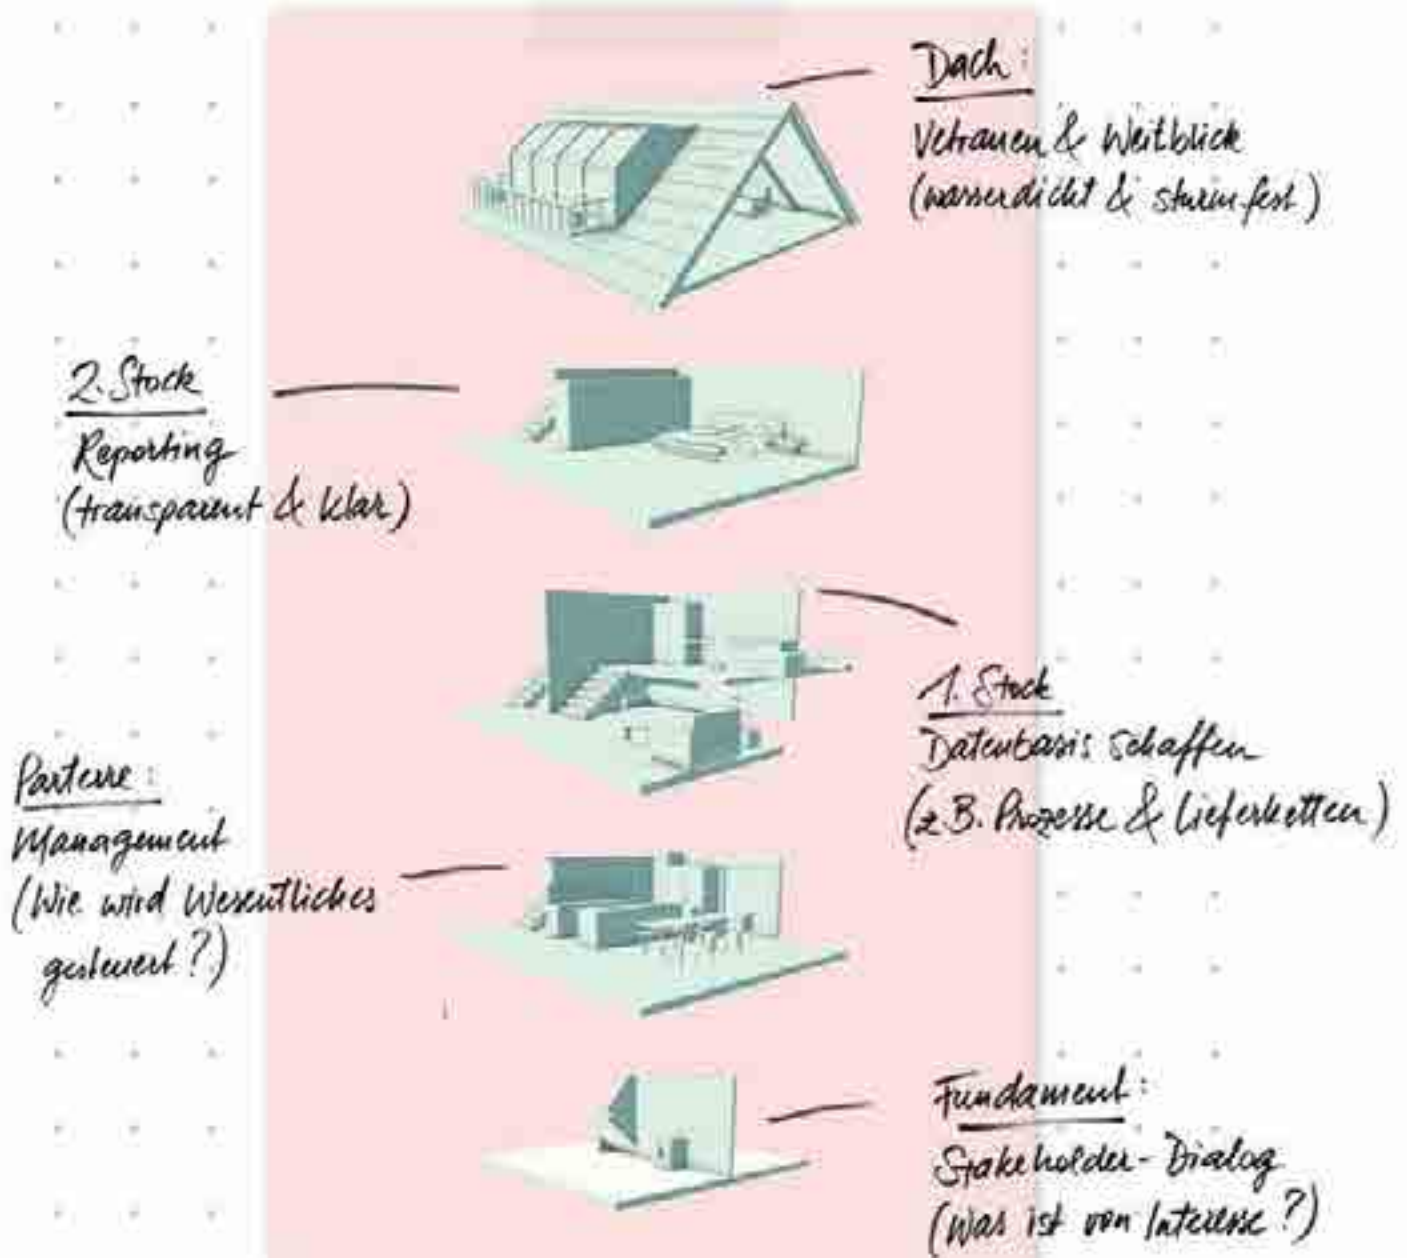 Dach:
Vetrauen & Weitblick
(wasserdicht & sturmfest)
2. Stock
Reporting
(transparent & klar)
1. Stock
Datenbasis schaffen
(z.B. Prozesse & Lieferketten)
Parterre:
Management
(Wie wird Wesentliches
gesteuert?)
Fundament:
Stakeholder-Dialog
(Was ist von Interesse?)